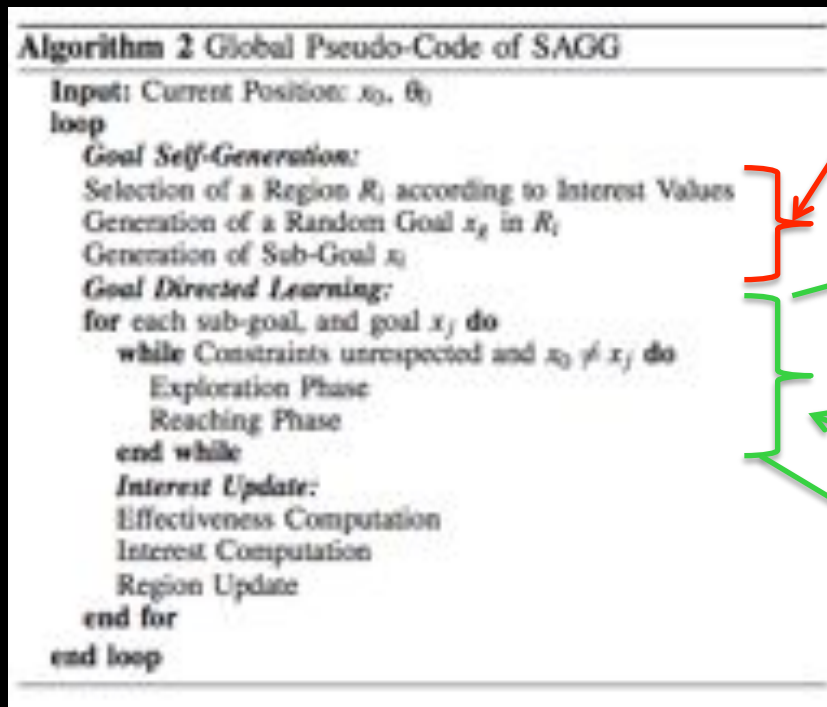 Algorithm 2 Global Pseudo-Code of SAGG
Input: Current Position: x₀, θ₀
loop
Goal Self-Generation:
Selection of a Region Rᵢ according to Interest Values
Generation of a Random Goal x_g in Rᵢ
Generation of Sub-Goal xᵢ
Goal Directed Learning:
for each sub-goal, and goal xⱼ do
while Constraints unrespected and x₀ ≠ xⱼ do
Exploration Phase
Reaching Phase
end while
Interest Update:
Effectiveness Computation
Interest Computation
Region Update
end for
end loop